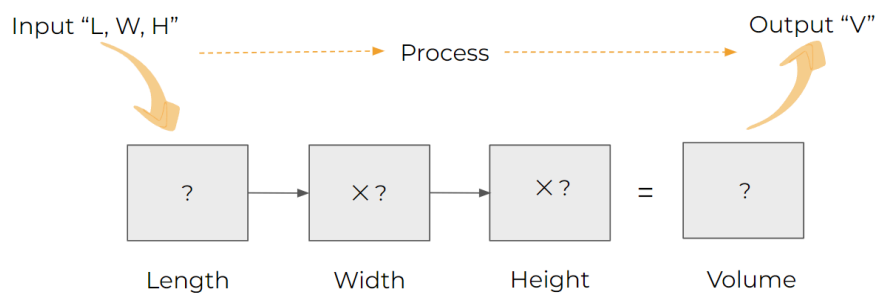 Input “L, W, H”
Process
Output “V”
?
× ?
× ?
=
?
Length
Width
Height
Volume